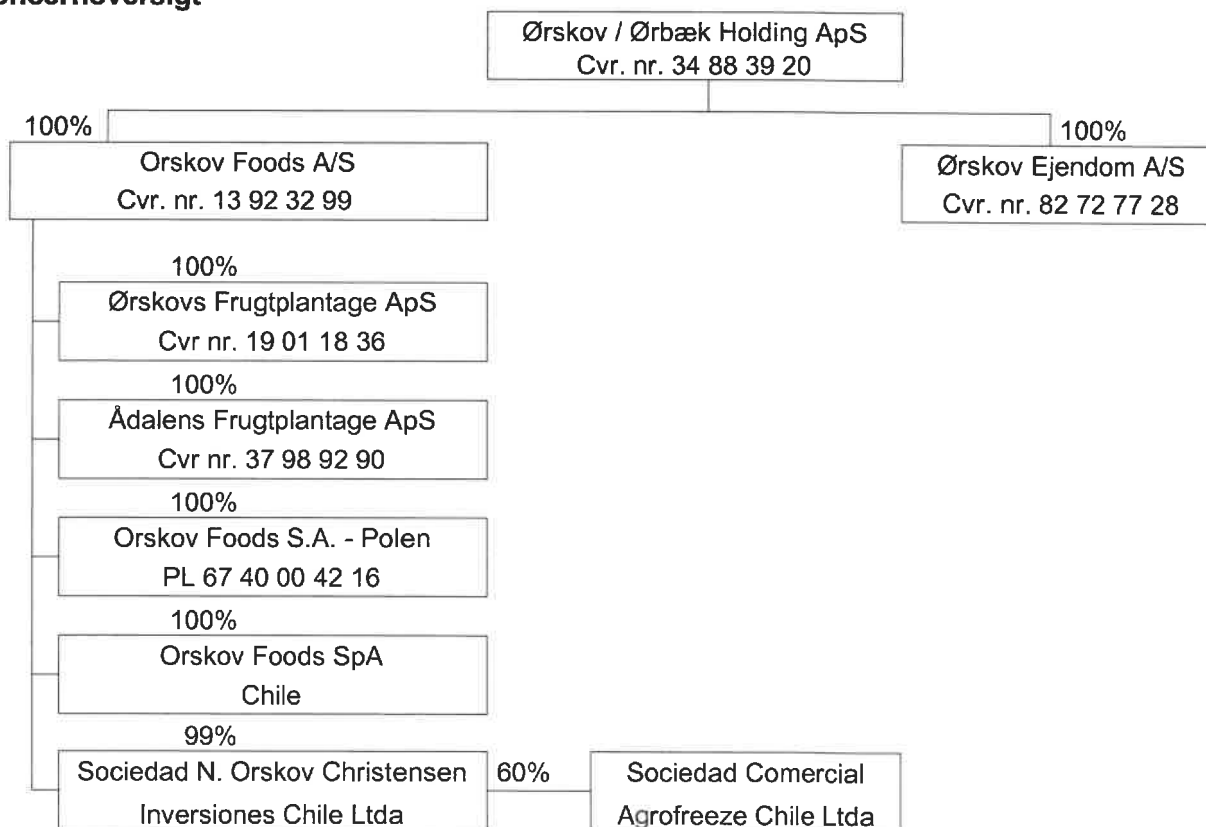 Ørskov / Ørbæk Holding ApS
Cvr. nr. 34 88 39 20
100%
100%
Orskov Foods A/S
Cvr. nr. 13 92 32 99
Ørskov Ejendom A/S
Cvr. nr. 82 72 77 28
100%
Ørskovs Frugtplantage ApS
Cvr nr. 19 01 18 36
100%
Ådalens Frugtplantage ApS
Cvr nr. 37 98 92 90
100%
Orskov Foods S.A. - Polen
PL 67 40 00 42 16
100%
Orskov Foods SpA
Chile
99%
Sociedad N. Orskov Christensen
Inversiones Chile Ltda
60%
Sociedad Comercial
Agrofreeze Chile Ltda